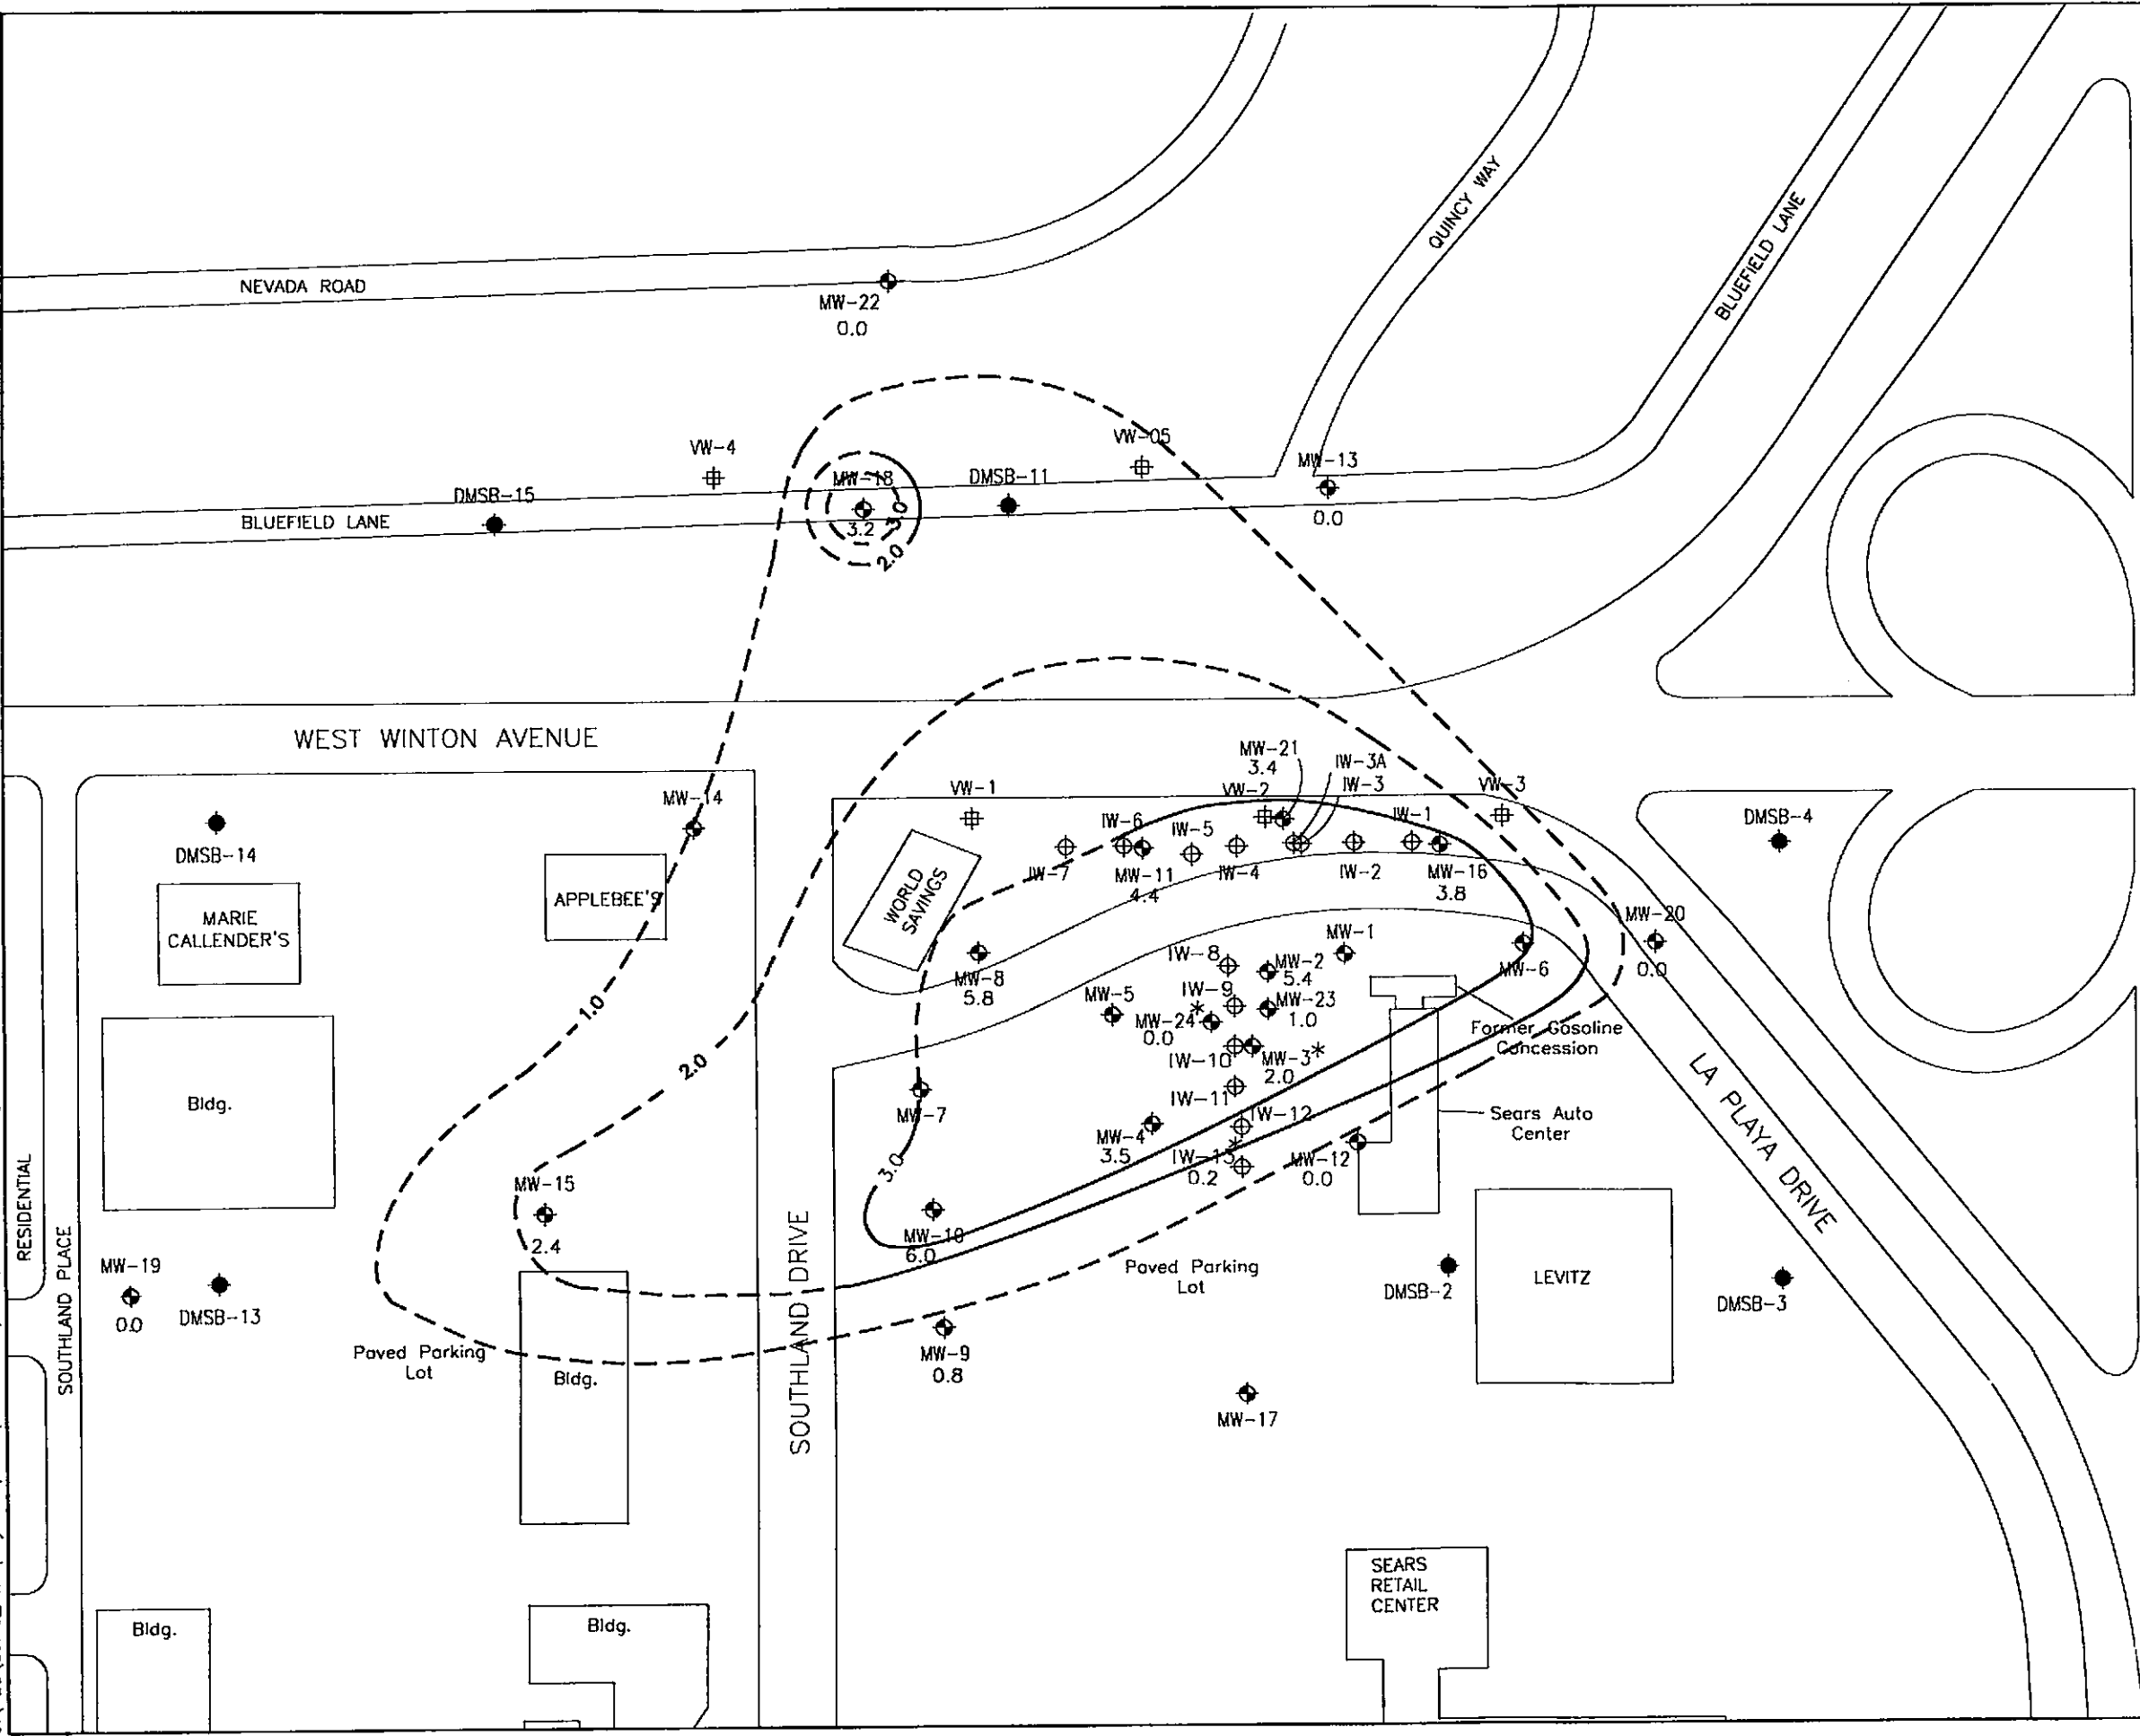 QUINCY WAY
BLUEFIELD LANE
NEVADA ROAD
MW-22
0.0
VW-4
VW-05
MW-13
0.0
MW-18
3.2
3.0
2.0
DMSB-11
DMSB-15
BLUEFIELD LANE
WEST WINTON AVENUE
MW-21
3.4
IW-3A
IW-3
VW-1
VW-2
VW-3
MW-14
DMSB-14
DMSB-4
IW-6
IW-5
IW-1
IW-7
MW-11
4.4
IW-4
IW-2
MW-16
3.8
MARIE
CALLENDER'S
APPLEBEE'S
WORLD
SAVINGS
MW-20
0.0
MW-1
IW-8
MW-2
5.4
MW-6
MW-8
5.8
MW-5
IW-9
*
MW-23
1.0
MW-24
0.0
1.0
2.0
Former Gasoline
Concession
IW-10
MW-3
*
2.0
IW-11
MW-7
Bldg.
Sears Auto
Center
LA PLAYA DRIVE
IW-12
MW-4
3.5
*
IW-13
0.2
MW-12
0.0
3.0
MW-15
2.4
MW-10
6.0
RESIDENTIAL
SOUTHLAND PLACE
SOUTHLAND DRIVE
MW-19
0.0
DMSB-13
Paved Parking
Lot
DMSB-2
LEVITZ
DMSB-3
Paved Parking
Lot
Bldg.
MW-9
0.8
MW-17
SEARS
RETAIL
CENTER
Bldg.
Bldg.